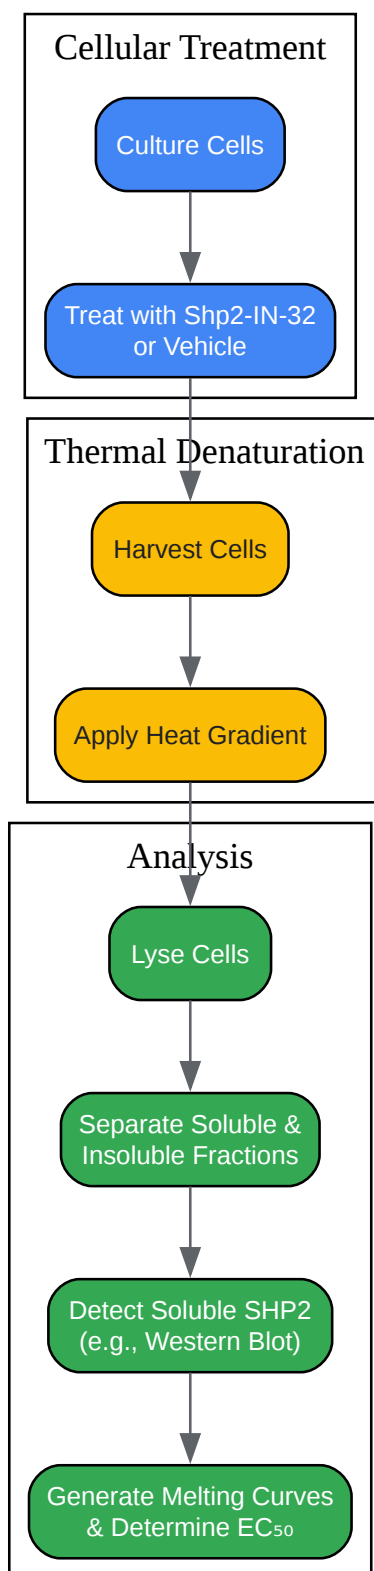 Cellular Treatment
Culture Cells
Treat with Shp2-IN-32
or Vehicle
Thermal Denaturation
Harvest Cells
Apply Heat Gradient
Analysis
Lyse Cells
Separate Soluble &
Insoluble Fractions
Detect Soluble SHP2
(e.g., Western Blot)
Generate Melting Curves
& Determine EC₅₀